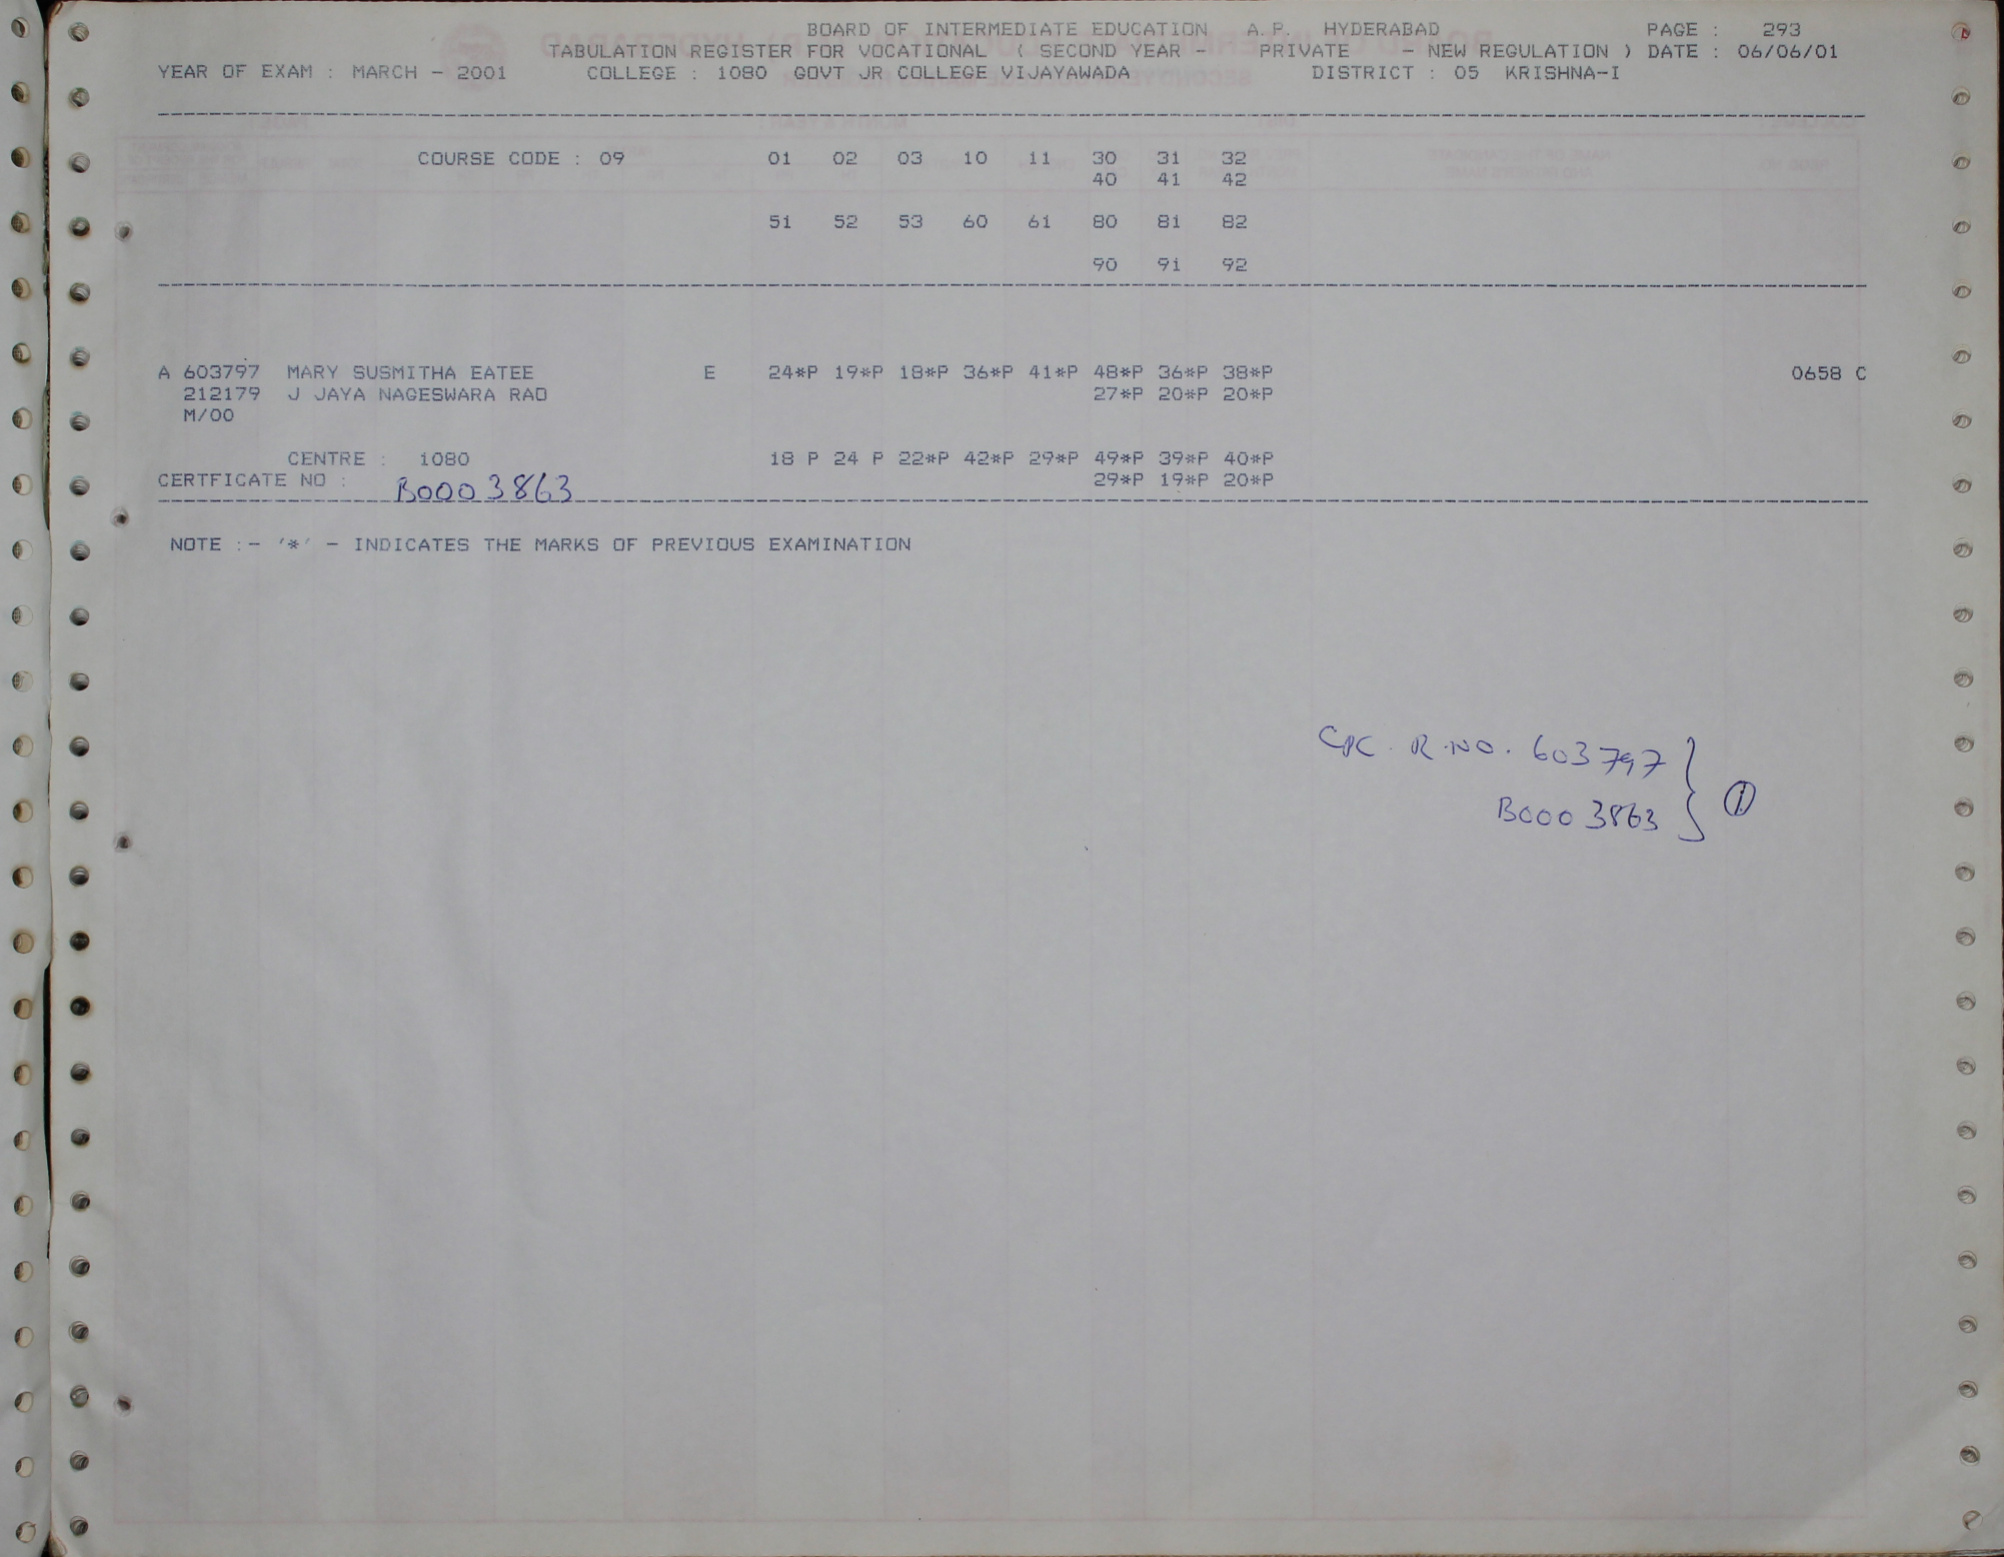 BOARD OF INTERMEDIATE EDUCATION A.P. HYDERABAD PAGE : 293
TABULATION REGISTER FOR VOCATIONAL ( SECOND YEAR - PRIVATE - NEW REGULATION ) DATE : 06/06/01
YEAR OF EXAM : MARCH - 2001 COLLEGE : 1080 GOVT JR COLLEGE VIJAYAWADA DISTRICT : 05 KRISHNA-I
COURSE CODE : 09 01 02 03 10 11 30 31 32
40 41 42
51 52 53 60 61 80 81 82
90 91 92
A 603797 MARY SUSMITHA EATEE E 24*P 19*P 18*P 36*P 41*P 48*P 36*P 38*P 0658 C
212179 J JAYA NAGESWARA RAO 27*P 20*P 20*P
M/00
CENTRE : 1080 18 P 24 P 22*P 42*P 29*P 49*P 39*P 40*P
CERTFICATE NO : B0003863 29*P 19*P 20*P
NOTE :- '*' - INDICATES THE MARKS OF PREVIOUS EXAMINATION
R.NO. 603797
B0003863
1